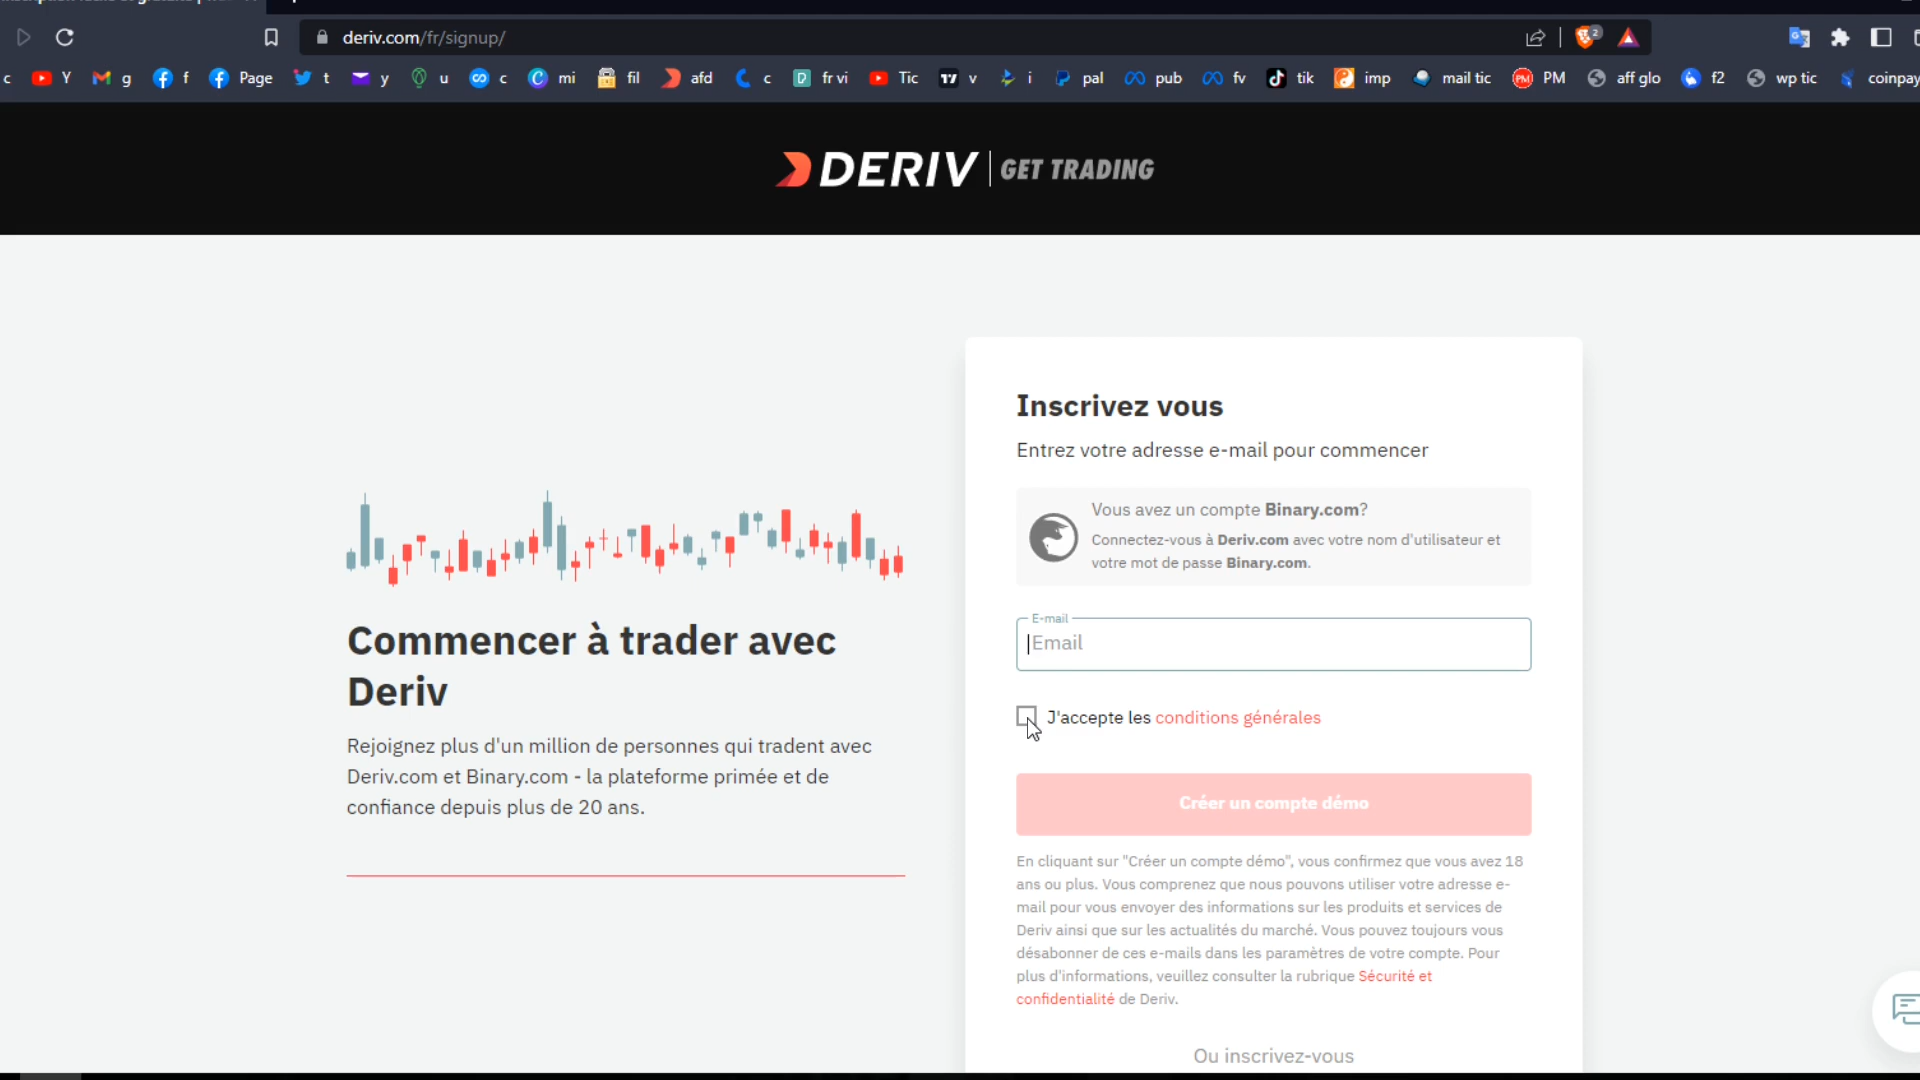 deriv.com/fr/signup/
2
c Y g f Page t y u c mi fil afd c fr vi Tic v i pal pub fv tik imp mail tic PM aff glo f2 wp tic coinpay
DERIV | GET TRADING
Inscrivez vous
Entrez votre adresse e-mail pour commencer
Vous avez un compte Binary.com?
Connectez-vous à Deriv.com avec votre nom d'utilisateur et
votre mot de passe Binary.com.
E-mail
Email
J'accepte les conditions générales
Créer un compte démo
En cliquant sur "Créer un compte démo", vous confirmez que vous avez 18
ans ou plus. Vous comprenez que nous pouvons utiliser votre adresse e-
mail pour vous envoyer des informations sur les produits et services de
Deriv ainsi que sur les actualités du marché. Vous pouvez toujours vous
désabonner de ces e-mails dans les paramètres de votre compte. Pour
plus d'informations, veuillez consulter la rubrique Sécurité et
confidentialité de Deriv.
Ou inscrivez-vous
Commencer à trader avec
Deriv
Rejoignez plus d'un million de personnes qui tradent avec
Deriv.com et Binary.com - la plateforme primée et de
confiance depuis plus de 20 ans.